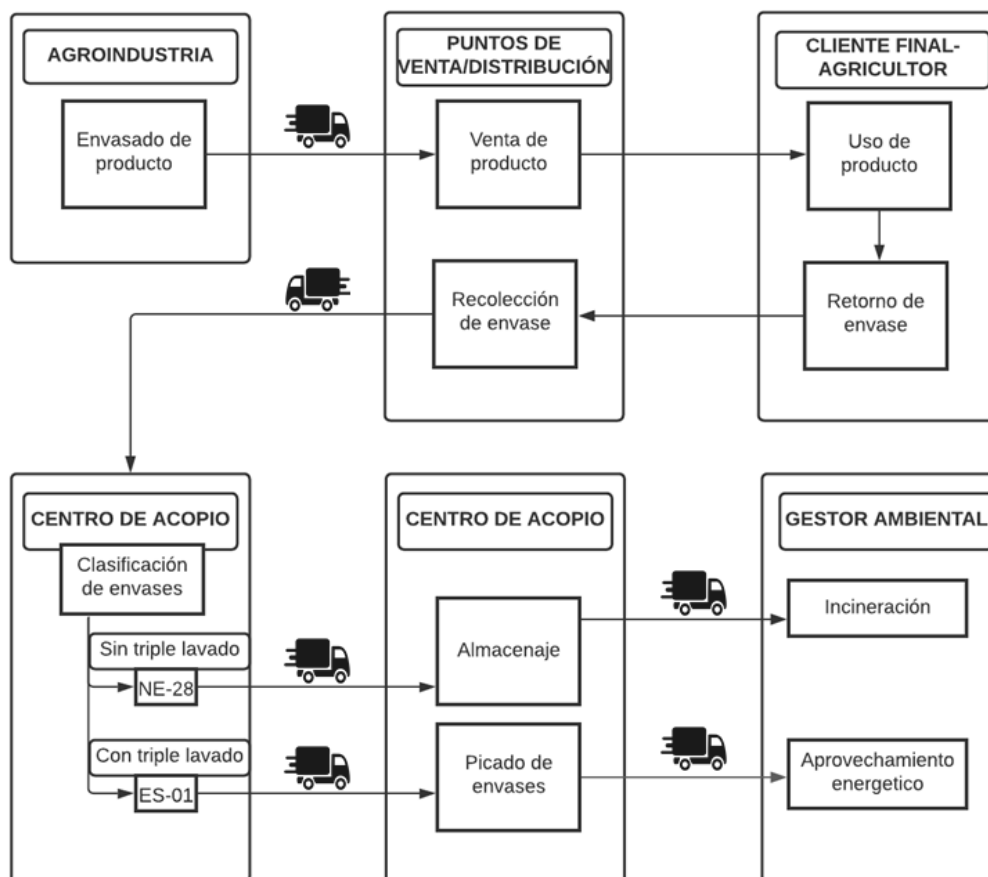 AGROINDUSTRIA
Envasado de
producto
PUNTOS DE
VENTA/DISTRIBUCIÓN
Venta de
producto
CLIENTE FINAL-
AGRICULTOR
Uso de
producto
Retorno de
envase
Recolección
de envase
CENTRO DE ACOPIO
Clasificación
de envases
Sin triple lavado
NE-28
Con triple lavado
ES-01
CENTRO DE ACOPIO
Almacenaje
Picado de
envases
GESTOR AMBIENTAL
Incineración
Aprovechamiento
energetico